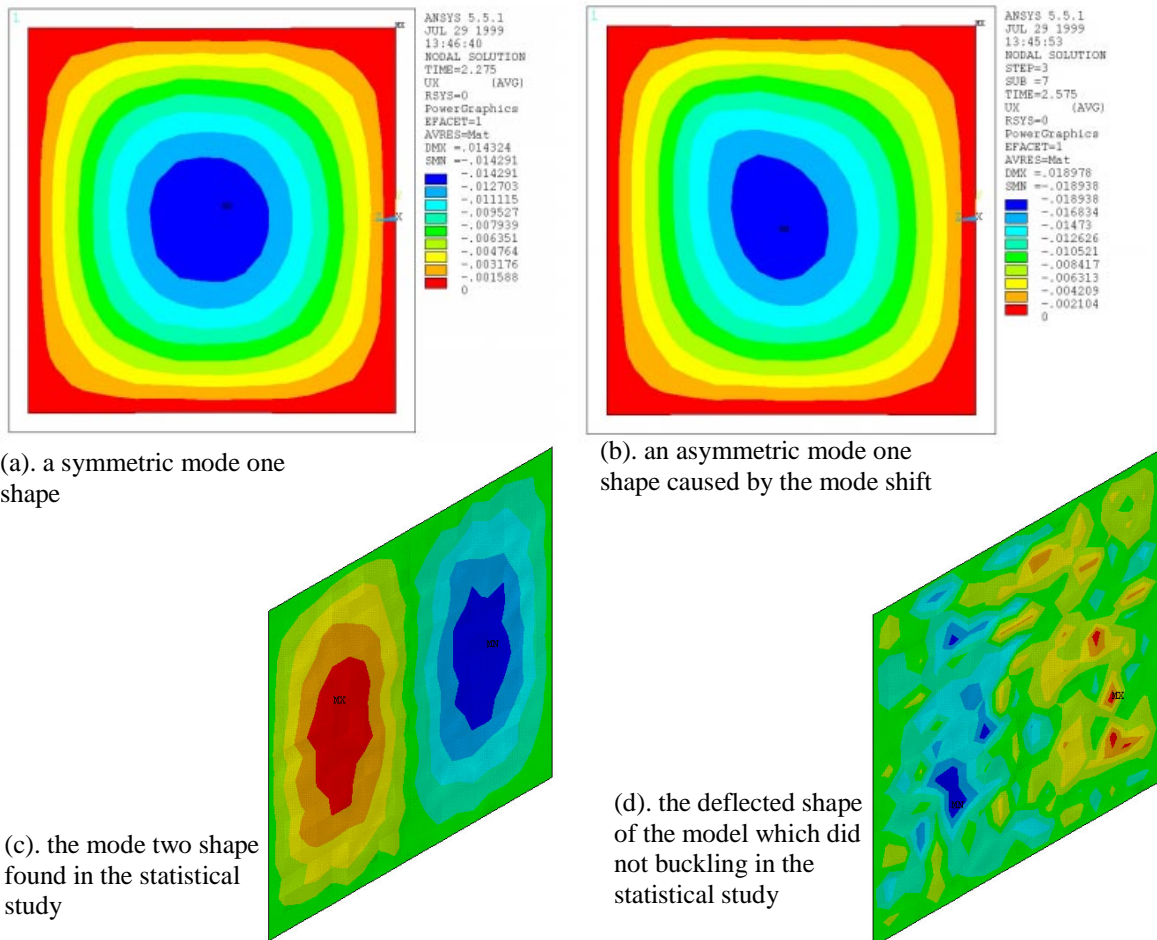 1
MX
MN
Z X
ANSYS 5.5.1
JUL 29 1999
13:46:40
NODAL SOLUTION
TIME=2.275
UX (AVG)
RSYS=0
PowerGraphics
EFACET=1
AVRES=Mat
DMX =.014324
SMN =-.014291
-.014291
-.012703
-.011115
-.009527
-.007939
-.006351
-.004764
-.003176
-.001588
0
(a). a symmetric mode one
shape
1
MX
MN
Z X
ANSYS 5.5.1
JUL 29 1999
13:45:53
NODAL SOLUTION
STEP=3
SUB =7
TIME=2.575
UX (AVG)
RSYS=0
PowerGraphics
EFACET=1
AVRES=Mat
DMX =.018978
SMN =-.018938
-.018938
-.016834
-.01473
-.012626
-.010521
-.008417
-.006313
-.004209
-.002104
0
(b). an asymmetric mode one
shape caused by the mode shift
MX
MN
(c). the mode two shape
found in the statistical
study
MX
MN
(d). the deflected shape
of the model which did
not buckling in the
statistical study